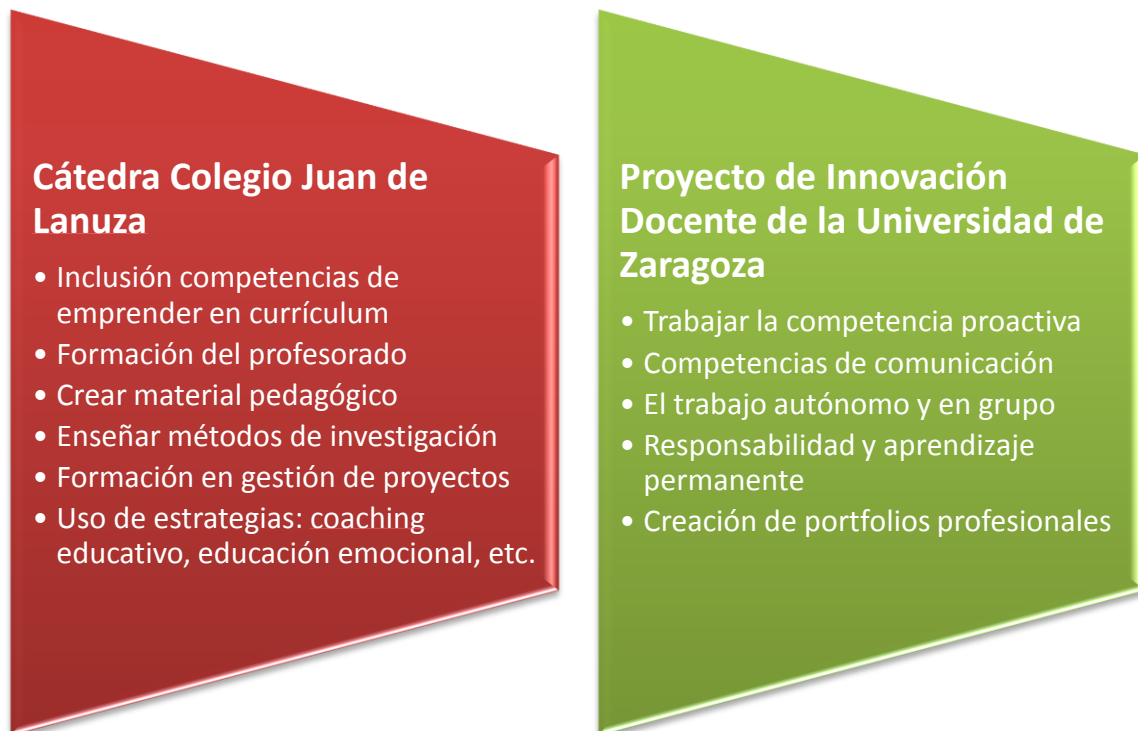 Cátedra Colegio Juan de
Lanuza
• Inclusión competencias de
emprender en currículum
• Formación del profesorado
• Crear material pedagógico
• Enseñar métodos de investigación
• Formación en gestión de proyectos
• Uso de estrategias: coaching
educativo, educación emocional, etc.
Proyecto de Innovación
Docente de la Universidad de
Zaragoza
• Trabajar la competencia proactiva
• Competencias de comunicación
• El trabajo autónomo y en grupo
• Responsabilidad y aprendizaje
permanente
• Creación de portfolios profesionales